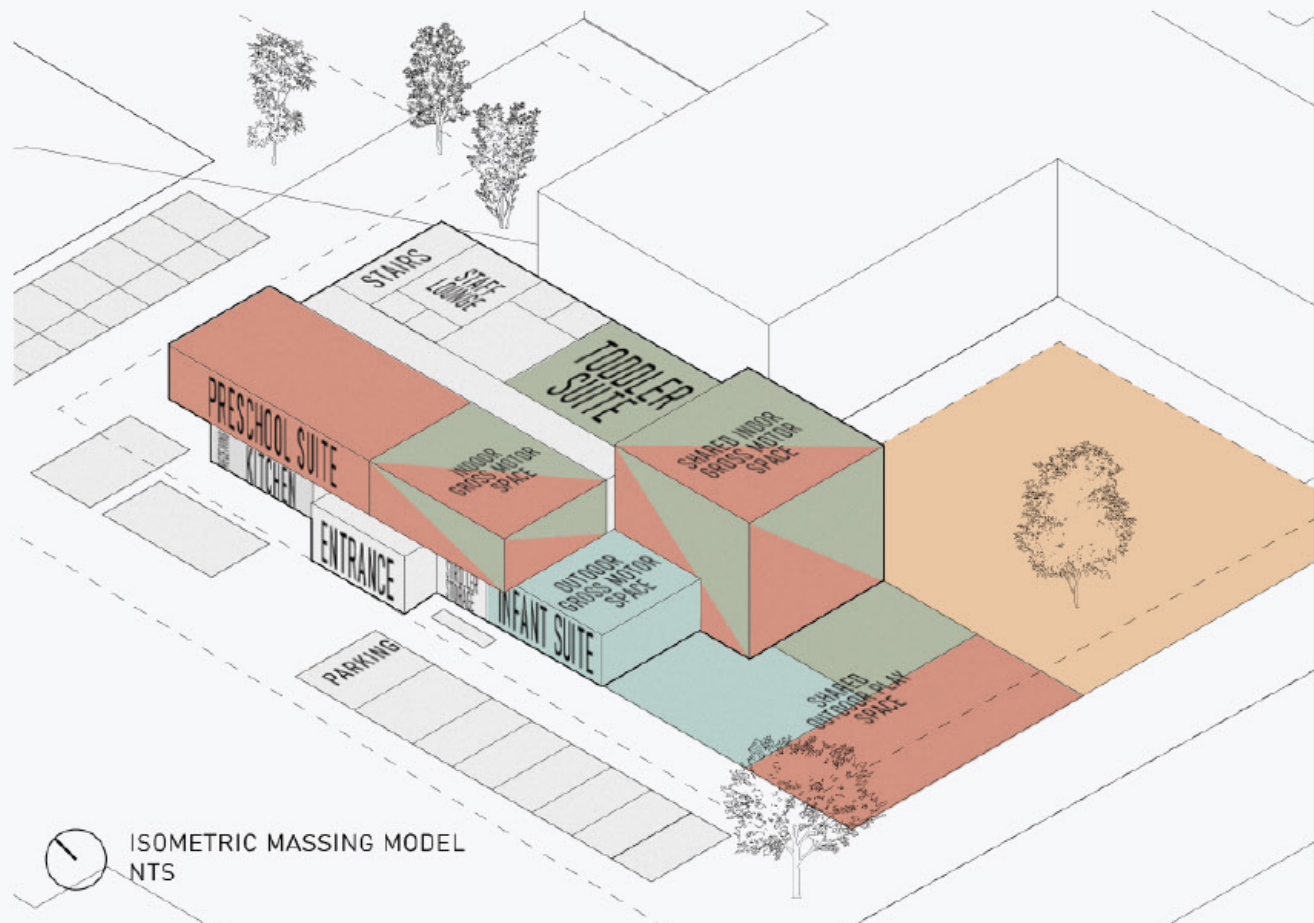 STAIRS
STAFF
LOUNGE
TODDLER
SUITE
PRESCHOOL SUITE
KITCHEN
INDOOR
GROSS MOTOR
SPACE
SHARED INDOOR
GROSS MOTOR
SPACE
ENTRANCE
STORAGE
INFANT SUITE
OUTDOOR
GROSS MOTOR
SPACE
SHARED
OUTDOOR PLAY
SPACE
PARKING
ISOMETRIC MASSING MODEL
NTS